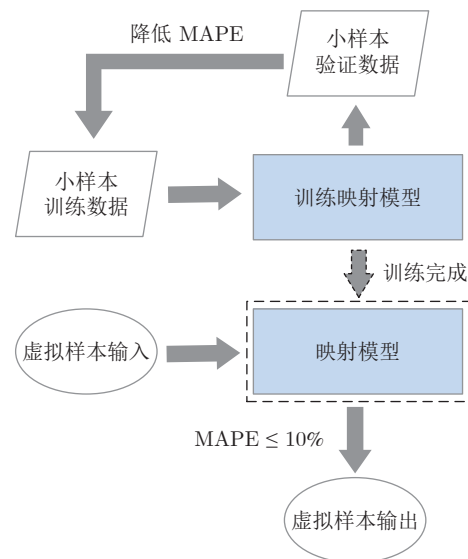 降低 MAPE
小样本
验证数据
小样本
训练数据
训练映射模型
训练完成
虚拟样本输入
映射模型
MAPE ≤ 10%
虚拟样本输出